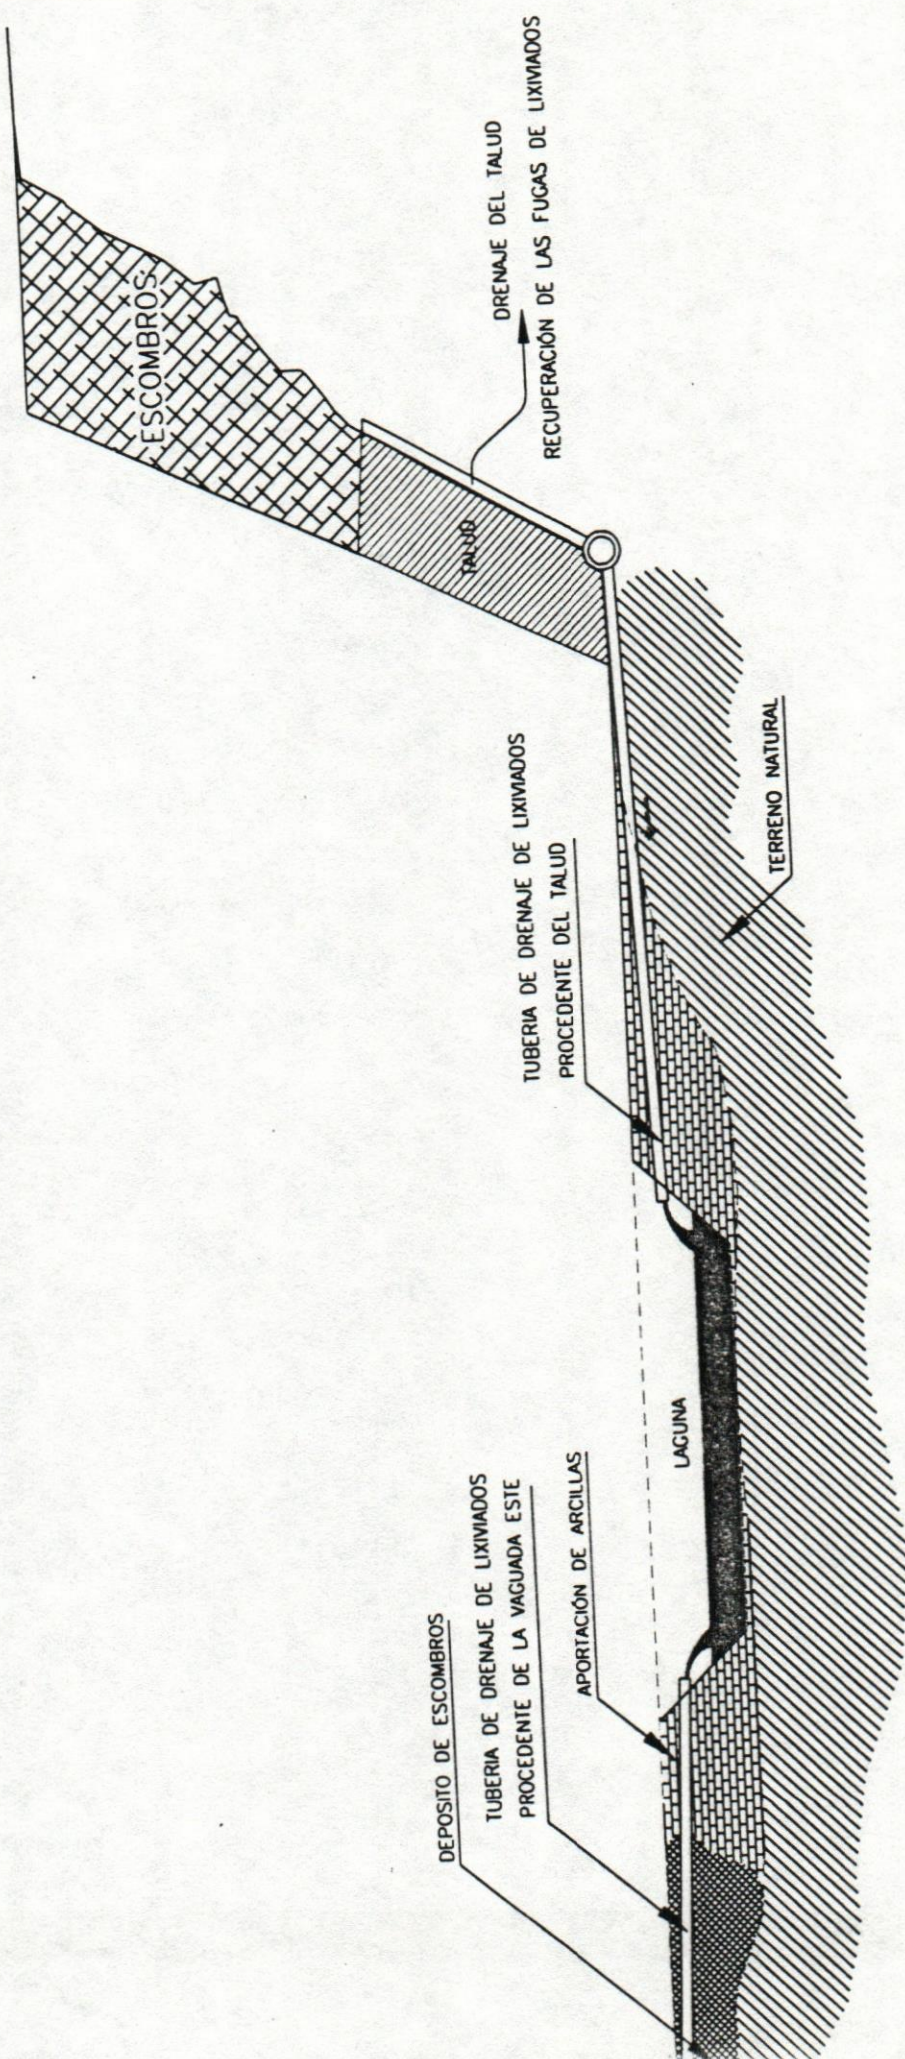 DEPOSITO DE ESCOMBROS
TUBERIA DE DRENAJE DE LIXIVIADOS
PROCEDENTE DE LA VAGUADA ESTE
APORTACIÓN DE ARCILLAS
LAGUNA
TUBERIA DE DRENAJE DE LIXIVIADOS
PROCEDENTE DEL TALUD
TERRENO NATURAL
TALUD
ESCOMBROS
DRENAJE DEL TALUD
RECUPERACIÓN DE LAS FUGAS DE LIXIVIADOS